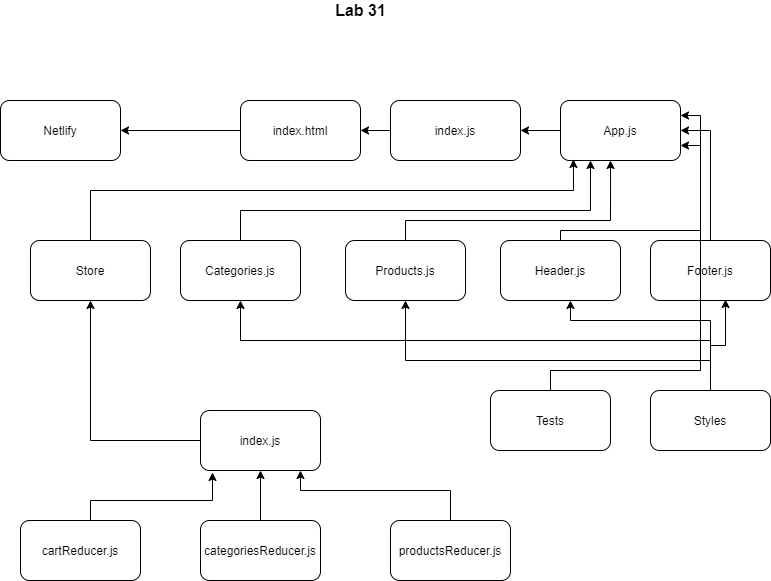 Lab 31
Netlify
index.html
index.js
App.js
Store
Categories.js
Products.js
Header.js
Footer.js
Tests
Styles
index.js
cartReducer.js
categoriesReducer.js
productsReducer.js